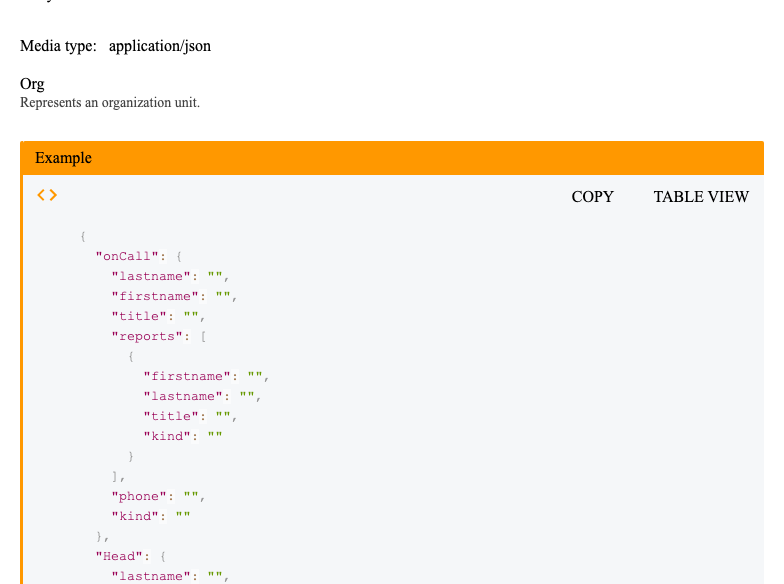 Media type: application/json
Org
Represents an organization unit.
Example
<> COPY TABLE VIEW
{
"onCall": {
"lastname": "",
"firstname": "",
"title": "",
"reports": [
{
"firstname": "",
"lastname": "",
"title": "",
"kind": ""
}
],
"phone": "",
"kind": ""
},
"Head": {
"lastname": "",